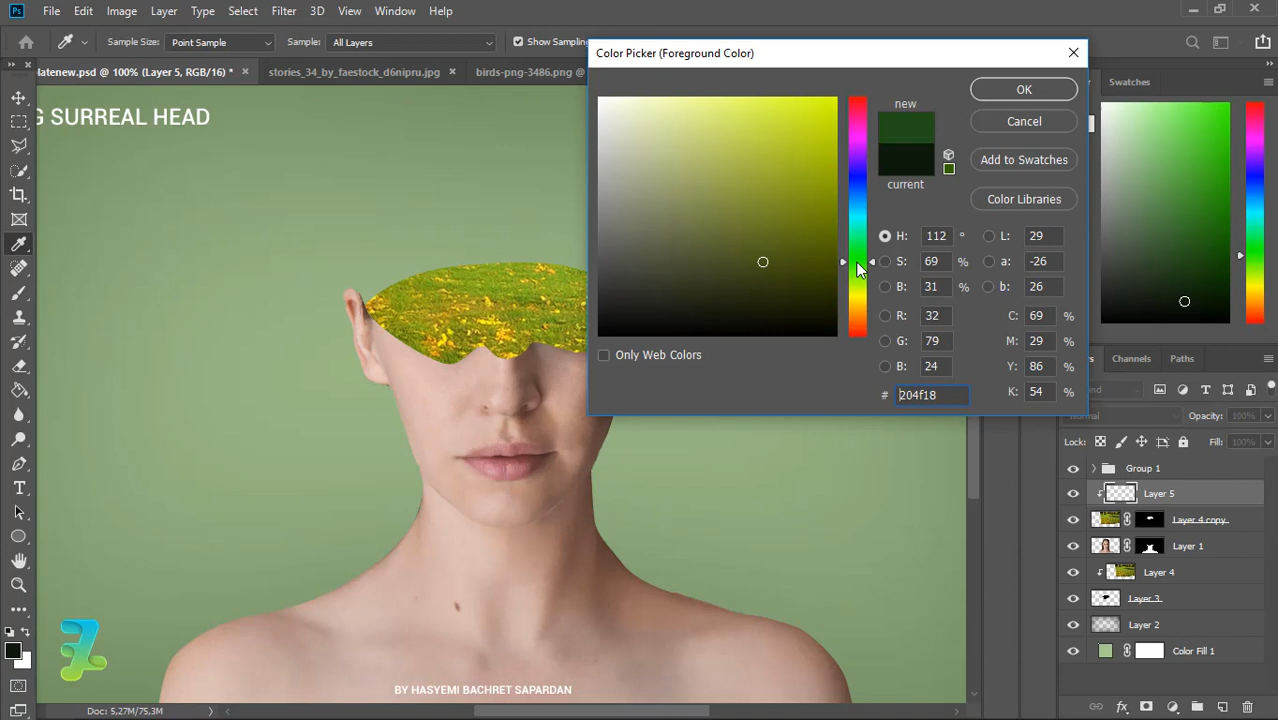 Ps File Edit Image Layer Type Select Filter 3D View Window Help
Sample Size: Point Sample Sample: All Layers Show Sampling
latenew.psd @ 100% (Layer 5, RGB/16) * × stories_34_by_faestock_d6nipru.jpg × birds-png-3486.png @
G SURREAL HEAD
Color Picker (Foreground Color)
new
current
OK
Cancel
Add to Swatches
Color Libraries
H: 112 ° L: 29
S: 69 % a: -26
B: 31 % b: 26
R: 32 C: 69 %
G: 79 M: 29 %
B: 24 Y: 86 %
# 204f18 K: 54 %
Only Web Colors
Swatches
Channels Paths
Normal Opacity: 100%
Lock: Fill: 100%
Group 1
Layer 5
Layer 4 copy
Layer 1
Layer 4
Layer 3
Layer 2
Color Fill 1
BY HASYEMI BACHRET SAPARDAN
Doc: 5,27M/75,3M